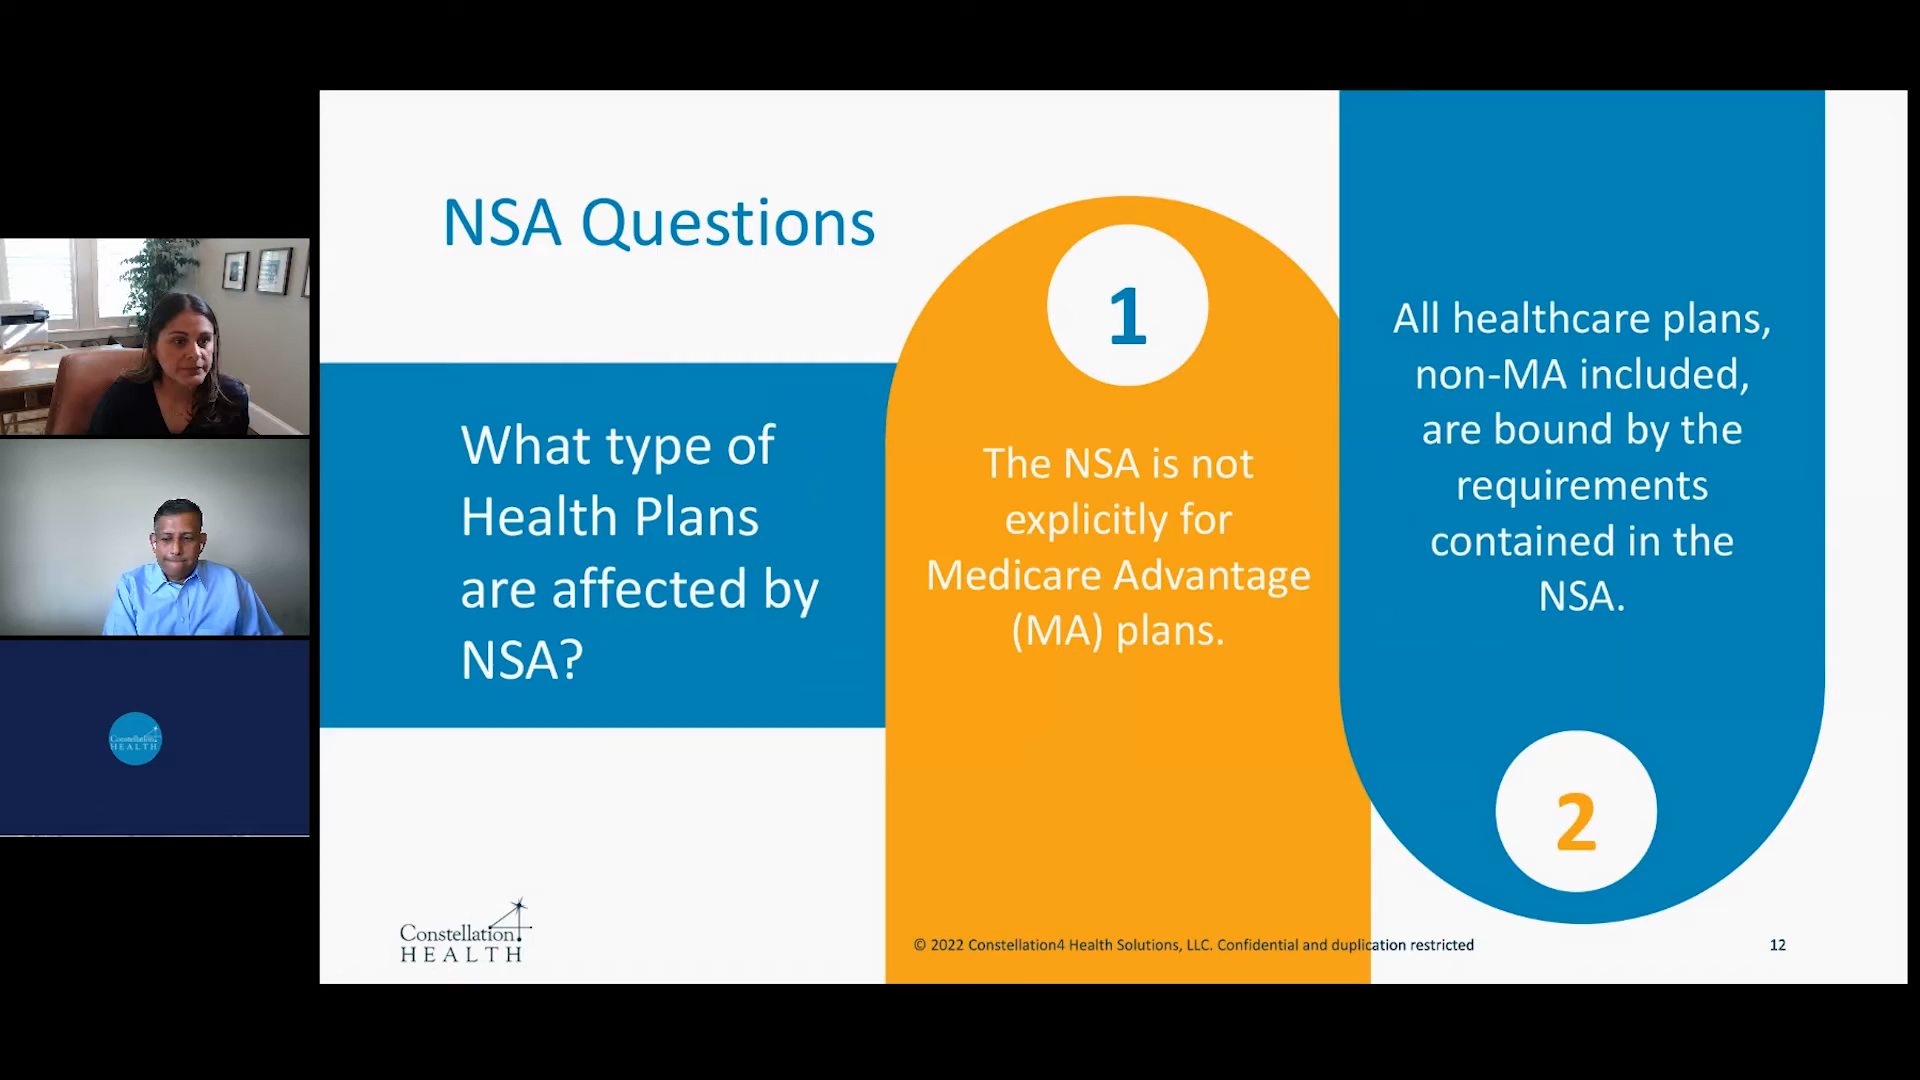 NSA Questions
What type of
Health Plans
are affected by
NSA?
1
The NSA is not
explicitly for
Medicare Advantage
(MA) plans.
All healthcare plans,
non-MA included,
are bound by the
requirements
contained in the
NSA.
2
Constellation
HEALTH
Constellation4
HEALTH
© 2022 Constellation4 Health Solutions, LLC. Confidential and duplication restricted
12